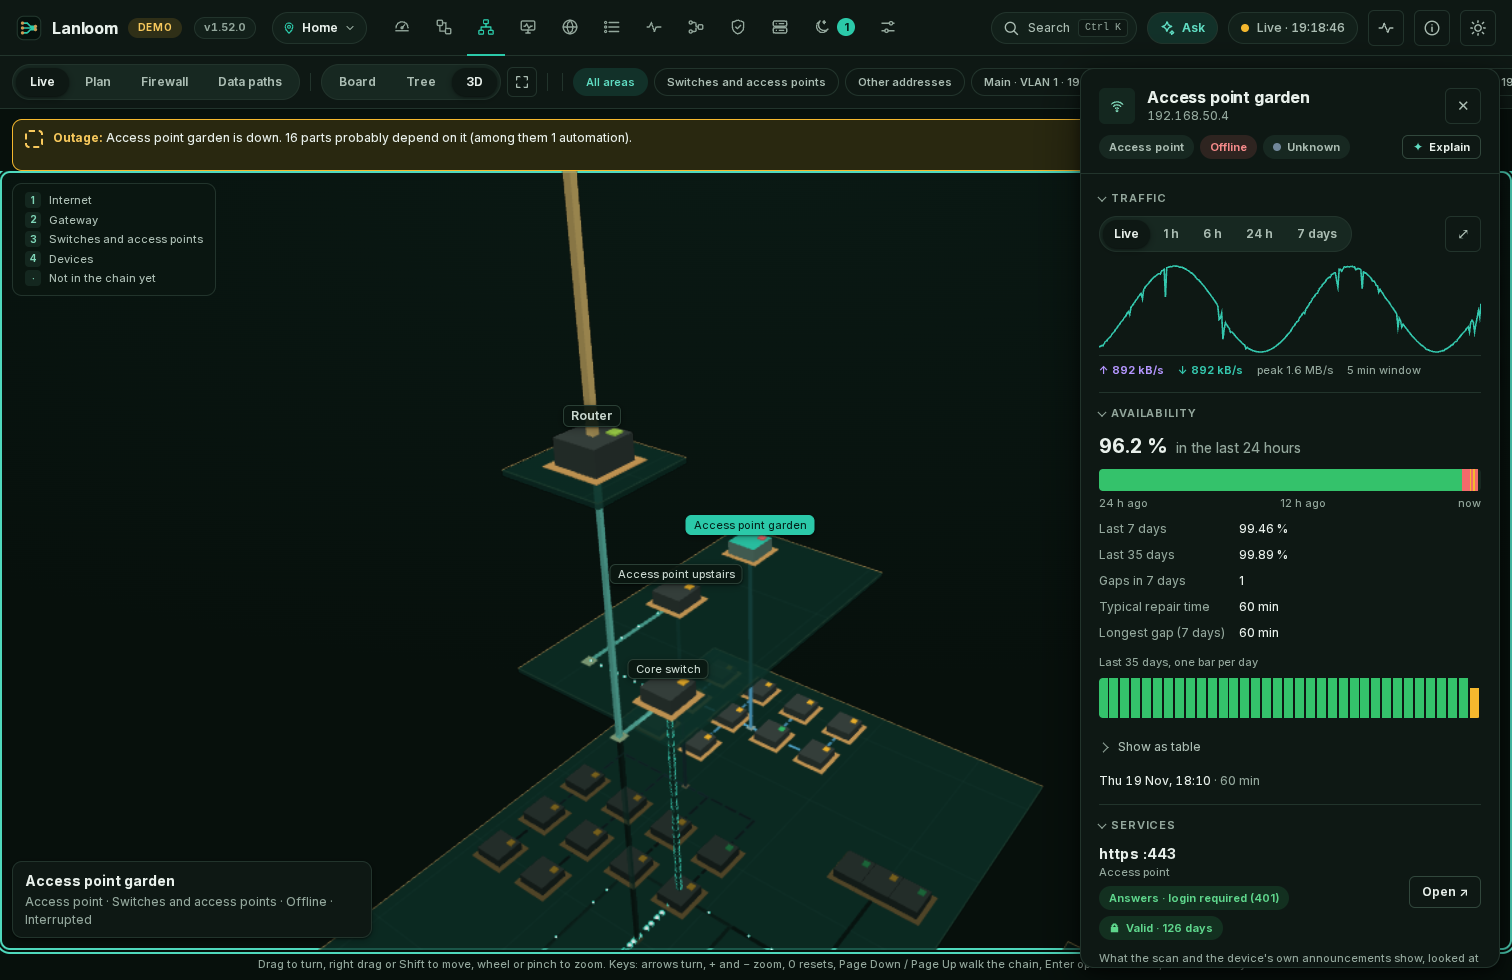 Lanloom DEMO v1.52.0 Home 1 Search Ctrl K Ask Live · 19:18:46
Live Plan Firewall Data paths Board Tree 3D All areas Switches and access points Other addresses Main · VLAN 1 · 19
Outage: Access point garden is down. 16 parts probably depend on it (among them 1 automation).
1 Internet
2 Gateway
3 Switches and access points
4 Devices
· Not in the chain yet
Router
Access point garden
Access point upstairs
Core switch
Access point garden
Access point · Switches and access points · Offline ·
Interrupted
Drag to turn, right drag or Shift to move, wheel or pinch to zoom. Keys: arrows turn, + and – zoom, 0 resets, Page Down / Page Up walk the chain, Enter
Access point garden
192.168.50.4
Access point Offline Unknown Explain
TRAFFIC
Live 1 h 6 h 24 h 7 days
↑ 892 kB/s ↓ 892 kB/s peak 1.6 MB/s 5 min window
AVAILABILITY
96.2 % in the last 24 hours
24 h ago 12 h ago now
Last 7 days 99.46 %
Last 35 days 99.89 %
Gaps in 7 days 1
Typical repair time 60 min
Longest gap (7 days) 60 min
Last 35 days, one bar per day
Show as table
Thu 19 Nov, 18:10 · 60 min
SERVICES
https :443
Access point
Answers · login required (401)
Open ↗
Valid · 126 days
What the scan and the device's own announcements show, looked at